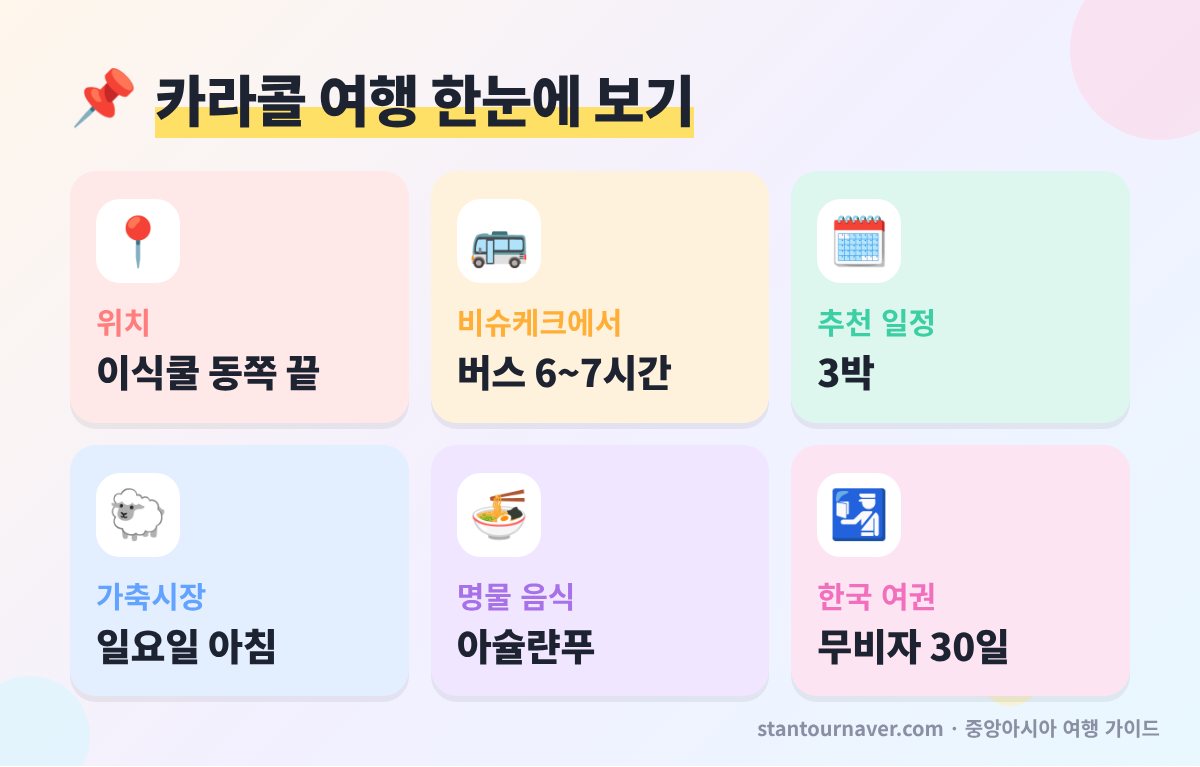 카라콜 여행 한눈에 보기
위치
이식쿨 동쪽 끝
비슈케크에서
버스 6~7시간
추천 일정
3박
가축시장
일요일 아침
명물 음식
아슐랸푸
한국 여권
무비자 30일
stantournaver.com · 중앙아시아 여행 가이드